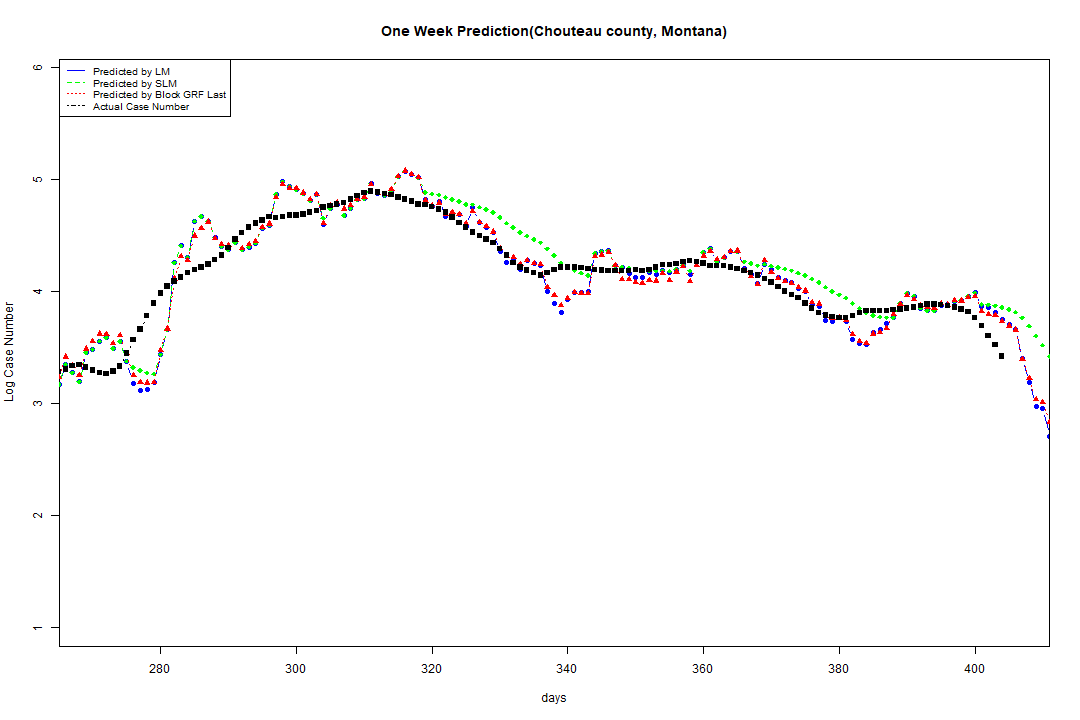 One Week Prediction(Chouteau county, Montana)
Predicted by LM
Predicted by SLM
Predicted by Block GRF Last
Actual Case Number
6
5
4
3
2
1
Log Case Number
280 300 320 340 360 380 400
days